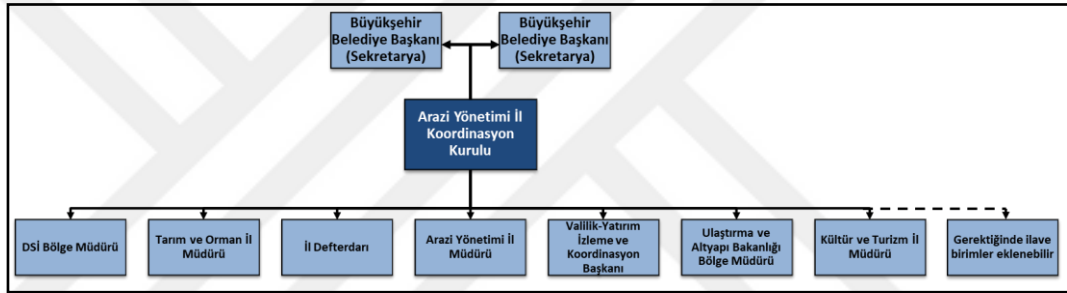 Büyükşehir
Belediye Başkanı
(Sekretarya)
Büyükşehir
Belediye Başkanı
(Sekretarya)
Arazi Yönetimi İl
Koordinasyon
Kurulu
DSİ Bölge Müdürü
Tarım ve Orman İl
Müdürü
İl Defterdarı
Arazi Yönetimi İl
Müdürü
Valilik-Yatırım
İzleme ve
Koordinasyon
Başkanı
Ulaştırma ve
Altyapı Bakanlığı
Bölge Müdürü
Kültür ve Turizm İl
Müdürü
Gerektiğinde ilave
birimler eklenebilir